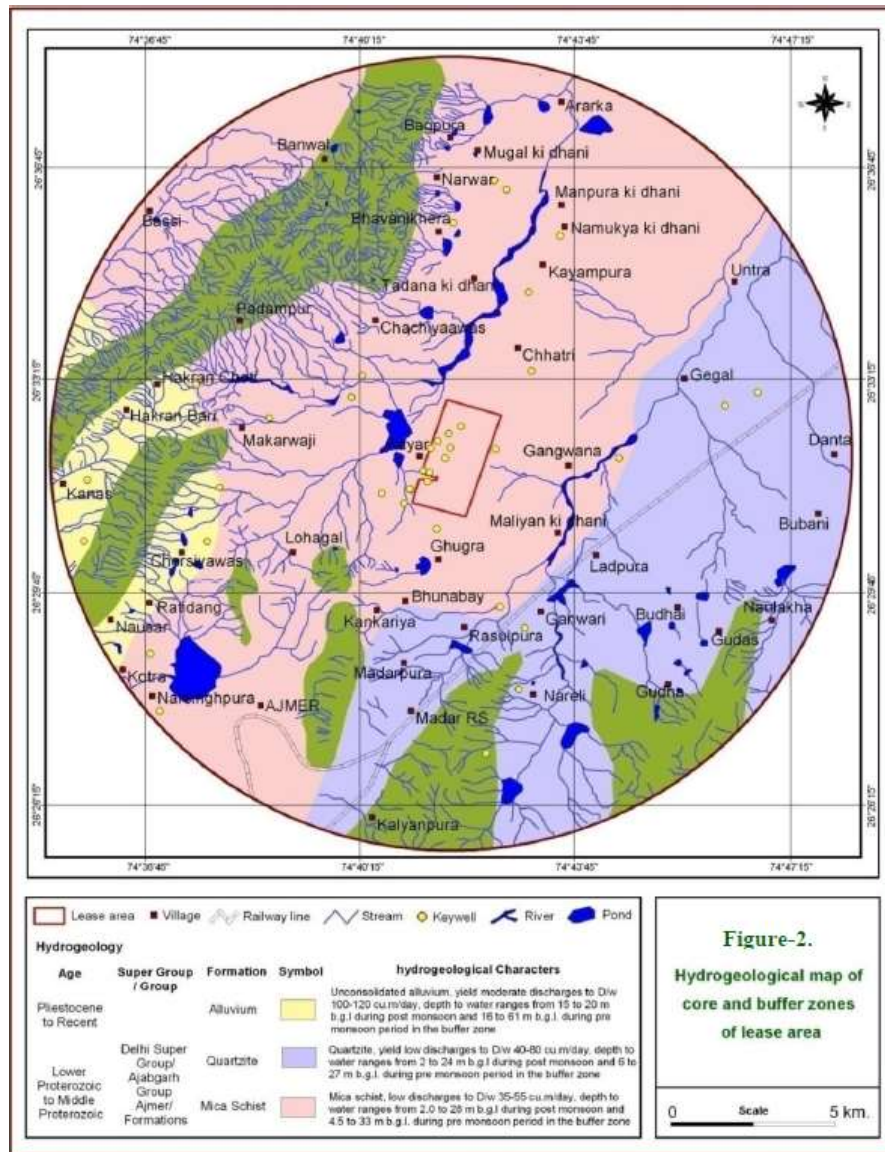 74°36'45"
74°40'15"
74°43'45"
74°47'15"
Ararka
Badpura
Banwal
Mugal ki dhani
26°36'45"
26°36'45"
Narwar
Manpura ki dhani
Bassi
Bhavanikhera
Namukya ki dhani
Kayampura
Untra
Tadana ki dhani
Padampur
Chachiyaawas
Chhatri
26°33'15"
26°33'15"
Gegal
Hakran Bari
Makarwaji
Danta
Gangwana
Kanas
Bubani
Maliyan ki dhani
Lohagal
Ghugra
Ladpura
26°29'45"
26°29'45"
Bhunabay
Ratidang
Kankariya
Ganwari
Budhai
Naulakha
Nausar
Rasolpura
Gudas
Madarpura
Kotra
Gudha
Narsinghpura
Nareli
AJMER
Madar RS
26°26'15"
26°26'15"
Kalyanpura
74°36'45"
74°40'15"
74°43'45"
74°47'15"
Lease area
Village
Railway line
Stream
Keywell
River
Pond
Hydrogeology
Age
Super Group / Group
Formation
Symbol
hydrogeological Characters
Pliestocene to Recent
Alluvium
Unconsolidated alluvium, yield moderate discharges to D/w
100-120 cu.m/day, depth to water ranges from 15 to 20 m
b.g.l during post monsoon and 16 to 61 m b.g.l. during pre
monsoon period in the buffer zone
Lower Proterozoic to Middle Proterozoic
Delhi Super Group/ Ajabgarh Group Ajmer/ Formations
Quartzite
Quartzite, yield low discharges to D/w 40-80 cu.m/day, depth to
water ranges from 2 to 24 m b.g.l during post monsoon and 6 to
27 m b.g.l. during pre monsoon period in the buffer zone
Mica Schist
Mica schist, low discharges to D/w 35-55 cu.m/day, depth to
water ranges from 2.0 to 28 m b.g.l during post monsoon and
4.5 to 33 m b.g.l. during pre monsoon period in the buffer zone
Figure-2.
Hydrogeological map of
core and buffer zones
of lease area
0 Scale 5 km.